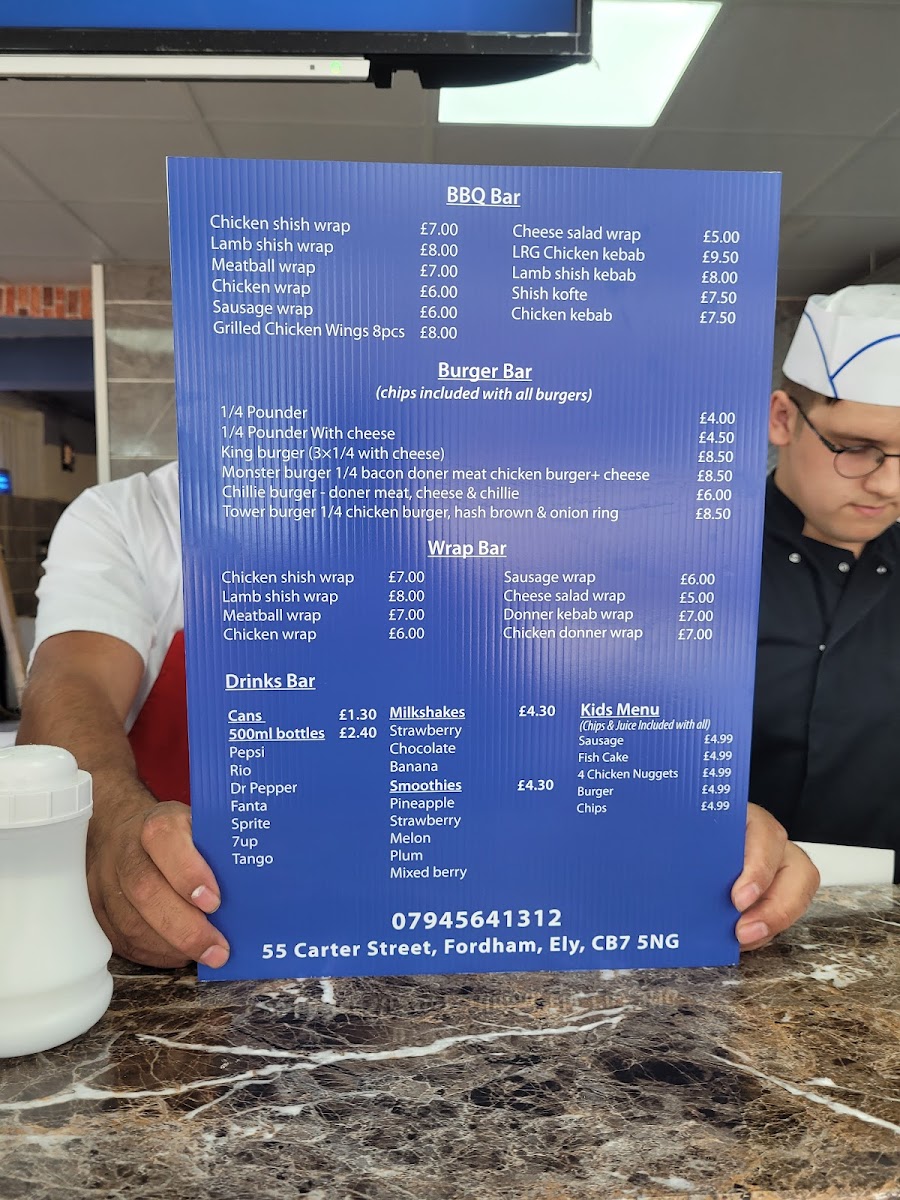 BBQ Bar
Chicken shish wrap £7.00
Lamb shish wrap £8.00
Meatball wrap £7.00
Chicken wrap £6.00
Sausage wrap £6.00
Grilled Chicken Wings 8pcs £8.00
Cheese salad wrap £5.00
LRG Chicken kebab £9.50
Lamb shish kebab £8.00
Shish kofte £7.50
Chicken kebab £7.50
Burger Bar
(chips included with all burgers)
1/4 Pounder £4.00
1/4 Pounder With cheese £4.50
King burger (3×1/4 with cheese) £8.50
Monster burger 1/4 bacon doner meat chicken burger+ cheese £8.50
Chillie burger - doner meat, cheese & chillie £6.00
Tower burger 1/4 chicken burger, hash brown & onion ring £8.50
Wrap Bar
Chicken shish wrap £7.00
Lamb shish wrap £8.00
Meatball wrap £7.00
Chicken wrap £6.00
Sausage wrap £6.00
Cheese salad wrap £5.00
Donner kebab wrap £7.00
Chicken donner wrap £7.00
Drinks Bar
Cans £1.30
500ml bottles £2.40
Pepsi
Rio
Dr Pepper
Fanta
Sprite
7up
Tango
Milkshakes £4.30
Strawberry
Chocolate
Banana
Smoothies £4.30
Pineapple
Strawberry
Melon
Plum
Mixed berry
Kids Menu
(Chips & Juice Included with all)
Sausage £4.99
Fish Cake £4.99
4 Chicken Nuggets £4.99
Burger £4.99
Chips £4.99
07945641312
55 Carter Street, Fordham, Ely, CB7 5NG